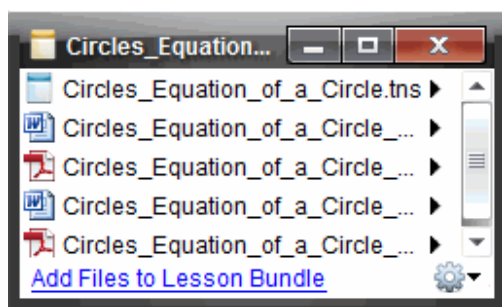 Circles_Equation...
Circles_Equation_of_a_Circle.tns
Circles_Equation_of_a_Circle_...
Circles_Equation_of_a_Circle_...
Circles_Equation_of_a_Circle_...
Circles_Equation_of_a_Circle_...
Add Files to Lesson Bundle